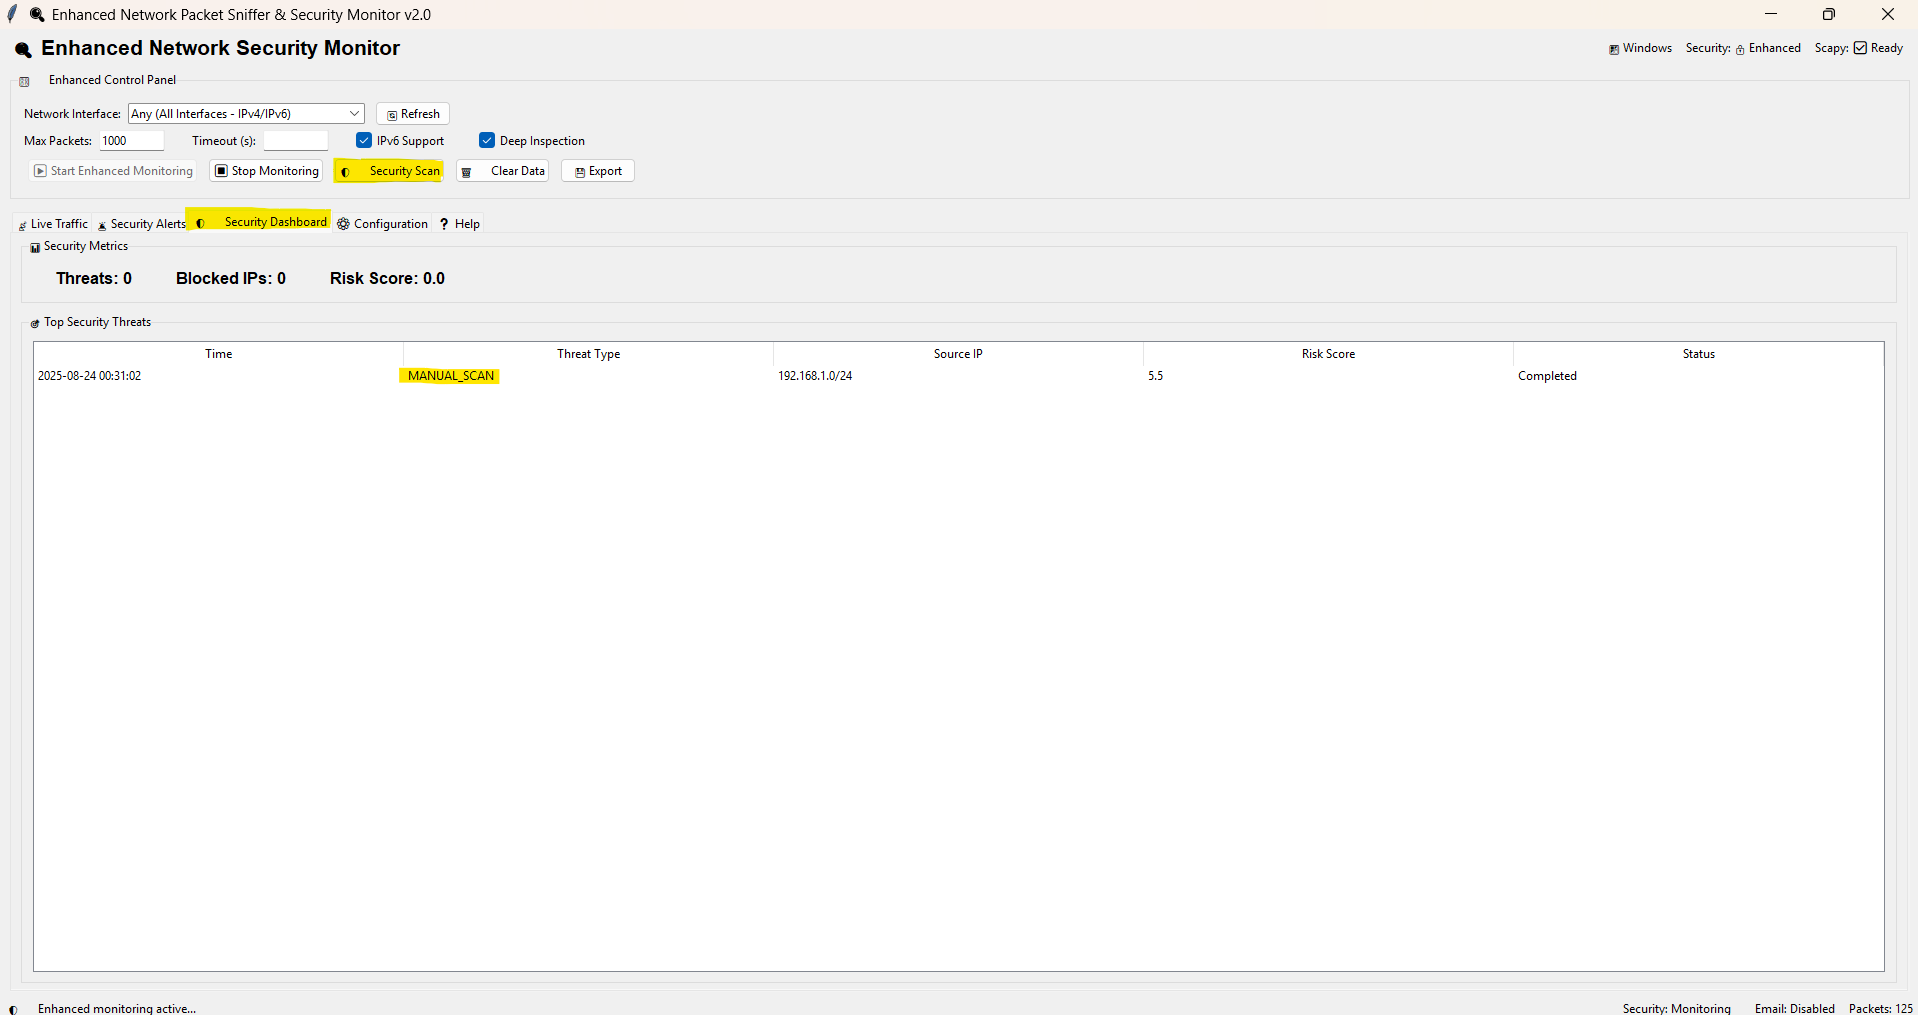 Enhanced Network Packet Sniffer & Security Monitor v2.0
Enhanced Network Security Monitor
Windows Security: Enhanced Scapy: Ready
Enhanced Control Panel
Network Interface: Any (All Interfaces - IPv4/IPv6) Refresh
Max Packets: 1000 Timeout (s): IPv6 Support Deep Inspection
Start Enhanced Monitoring Stop Monitoring Security Scan Clear Data Export
Live Traffic Security Alerts Security Dashboard Configuration ? Help
Security Metrics
Threats: 0 Blocked IPs: 0 Risk Score: 0.0
Top Security Threats
Time Threat Type Source IP Risk Score Status
2025-08-24 00:31:02 MANUAL_SCAN 192.168.1.0/24 5.5 Completed
Enhanced monitoring active... Security: Monitoring Email: Disabled Packets: 125